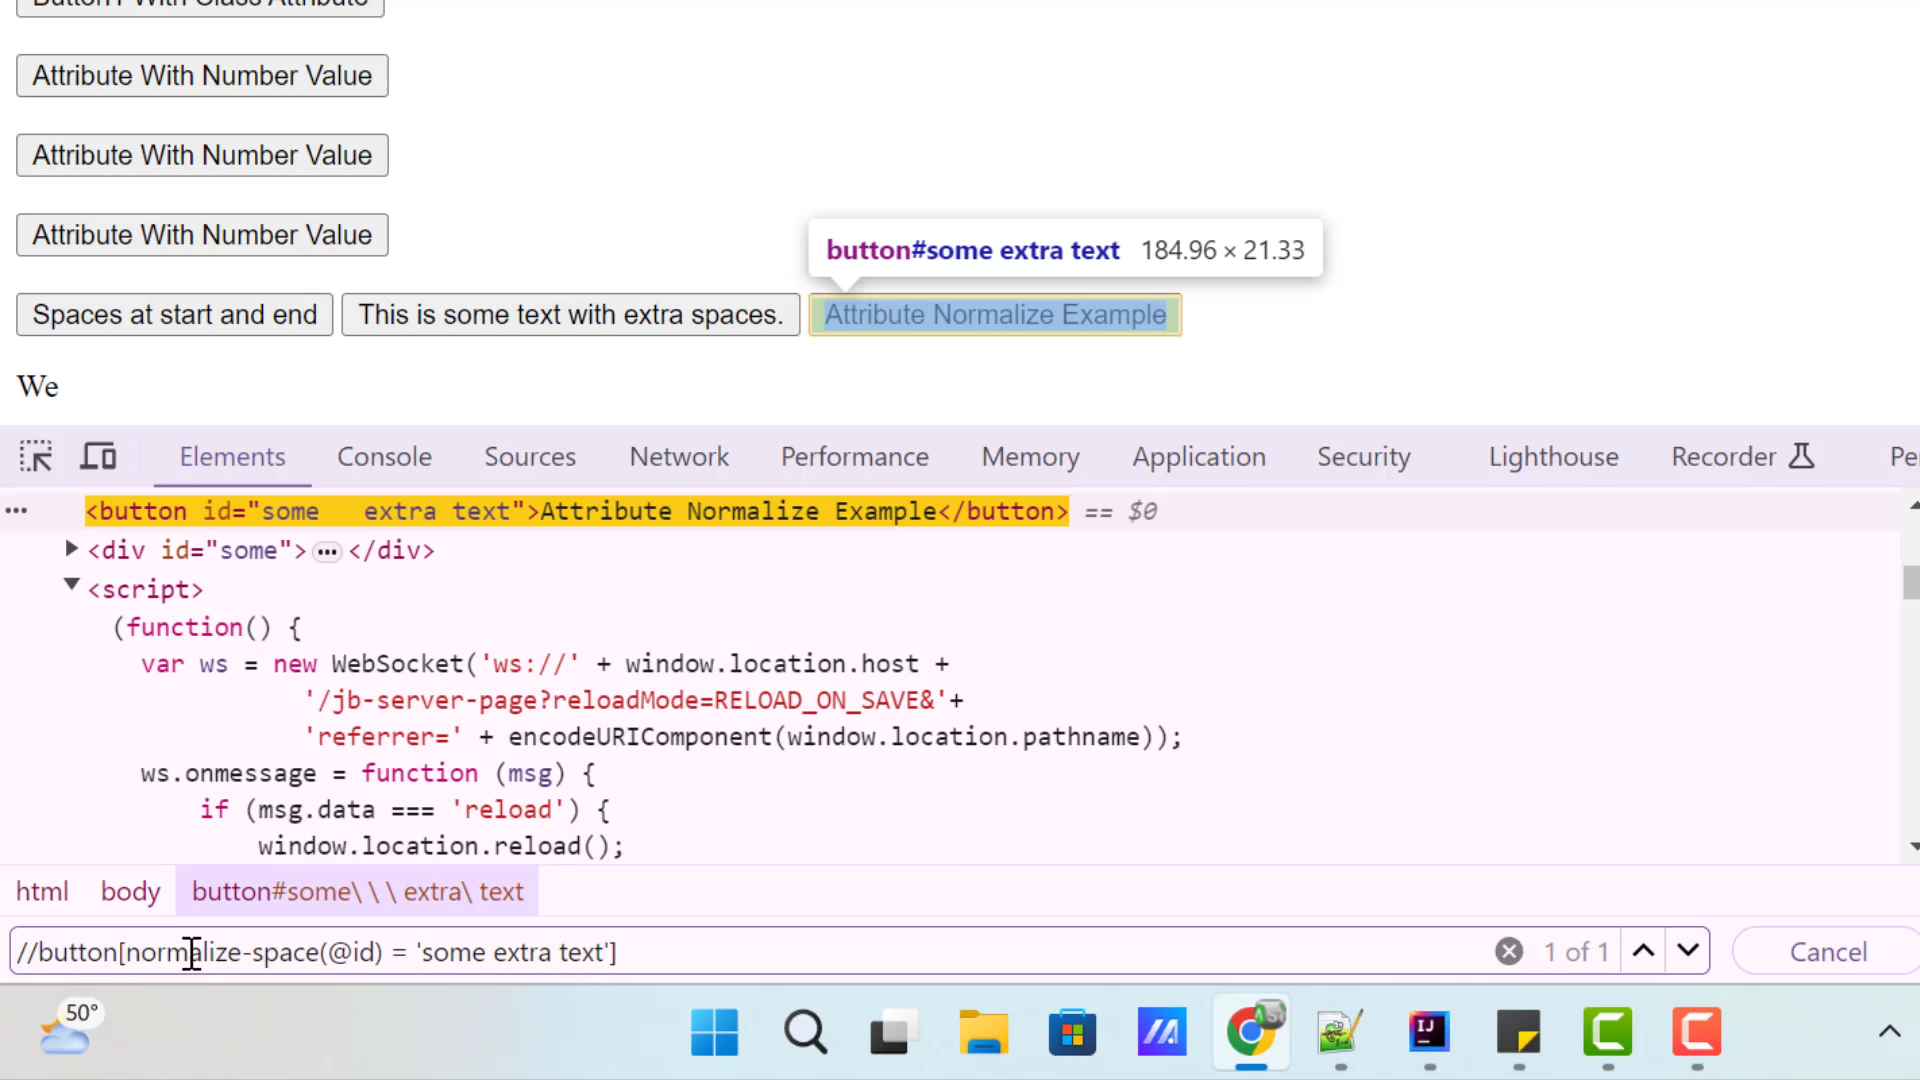 Button7 With Class Attribute
Attribute With Number Value
Attribute With Number Value
Attribute With Number Value
button#some extra text 184.96 × 21.33
Spaces at start and end This is some text with extra spaces. Attribute Normalize Example
We
Elements Console Sources Network Performance Memory Application Security Lighthouse Recorder Pe
<button id="some   extra text">Attribute Normalize Example</button> == $0
<div id="some">…</div>
<script>
(function() {
var ws = new WebSocket('ws://' + window.location.host +
'/jb-server-page?reloadMode=RELOAD_ON_SAVE&'+
'referrer=' + encodeURIComponent(window.location.pathname));
ws.onmessage = function (msg) {
if (msg.data === 'reload') {
window.location.reload();
html body button#some\ \ \ extra\ text
//button[normalize-space(@id) = 'some extra text'] 1 of 1 Cancel
50°